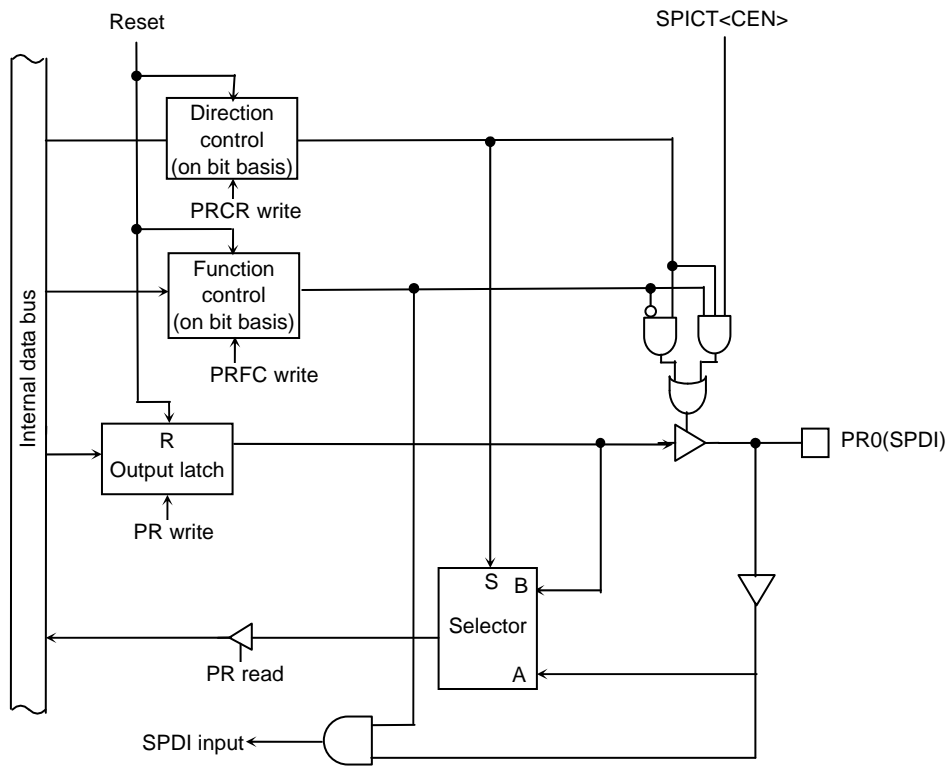 Reset
SPICT<CEN>
Direction
control
(on bit basis)
PRCR write
Function
control
(on bit basis)
PRFC write
Internal data bus
R
Output latch
PR write
PR0(SPDI)
S
B
Selector
A
PR read
SPDI input